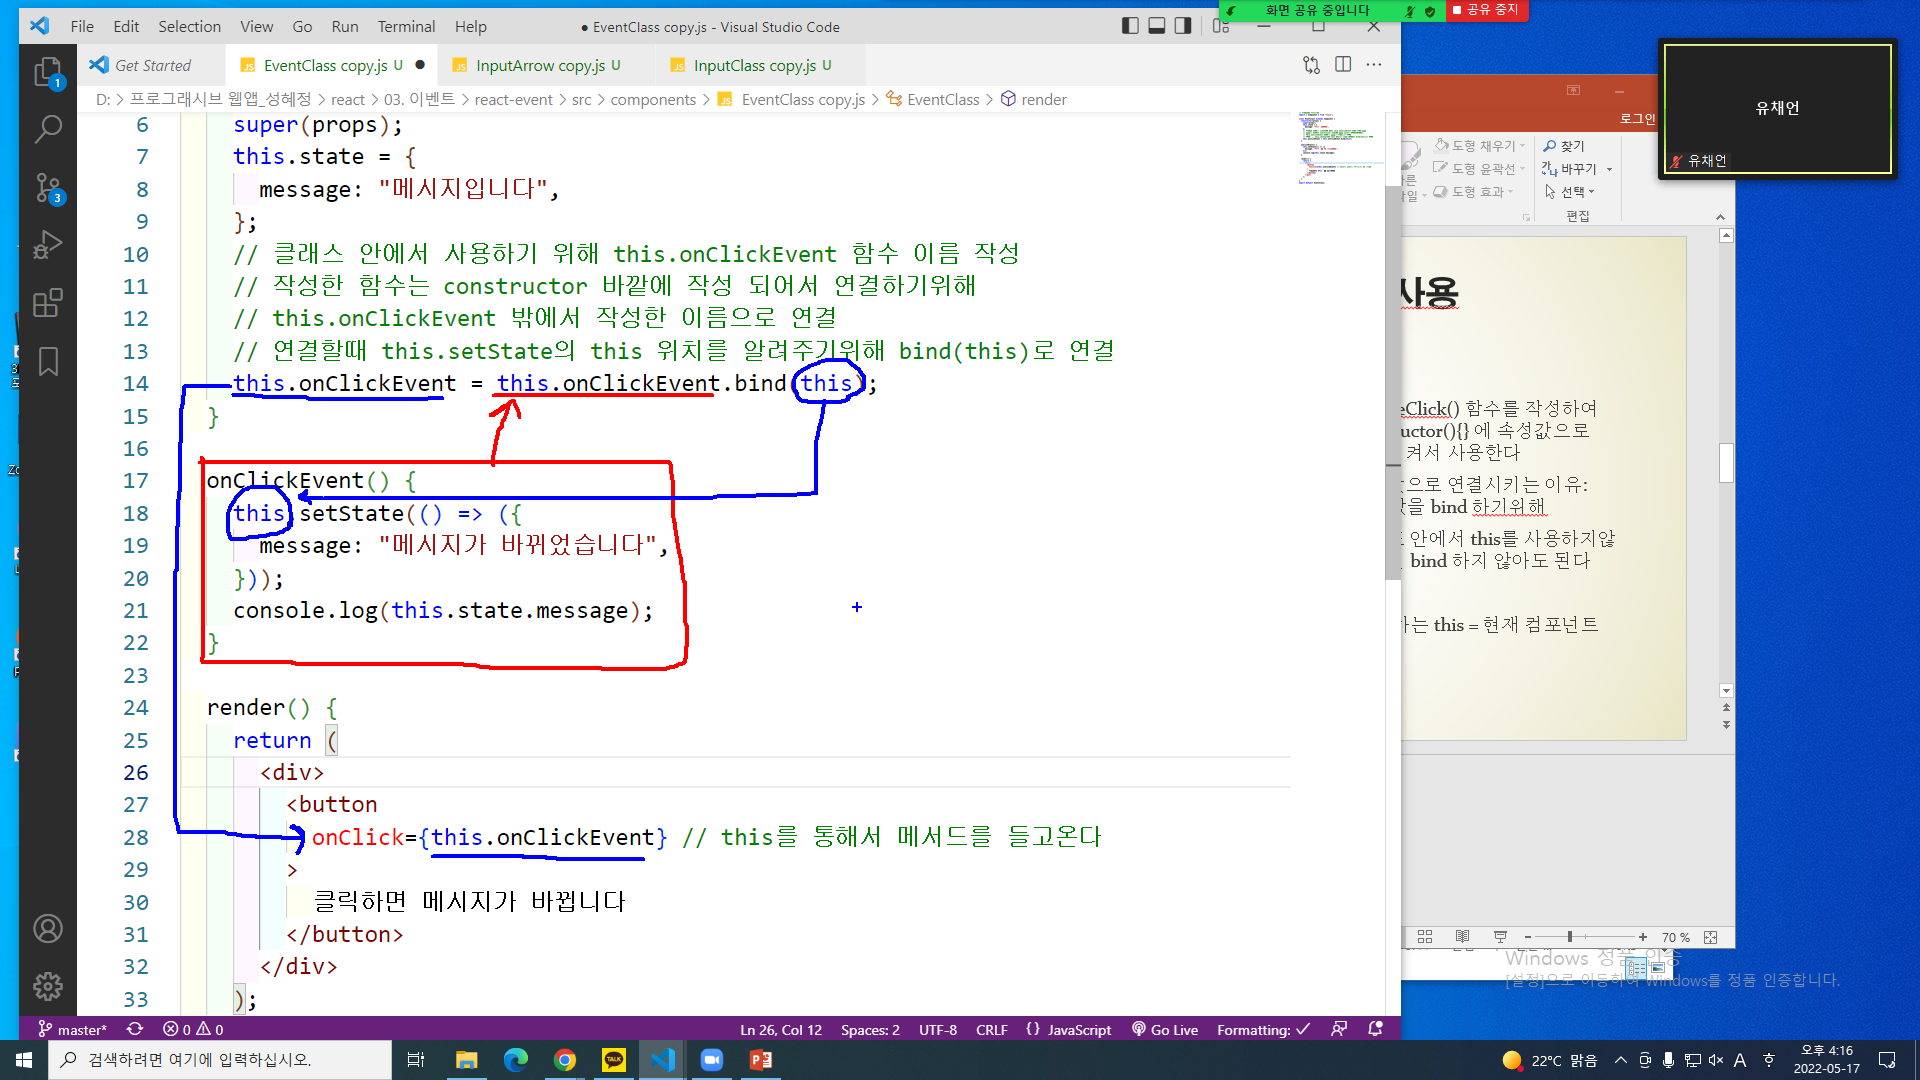 File Edit Selection View Go Run Terminal Help
● EventClass copy.js - Visual Studio Code
화면 공유 중입니다
공유 중지
Get Started
EventClass copy.js U ●
InputArrow copy.js U
InputClass copy.js U
D: > 프로그래시브 웹앱_성혜정 > react > 03. 이벤트 > react-event > src > components > EventClass copy.js > EventClass > render
6 super(props);
7 this.state = {
8 message: "메시지입니다",
9 };
10 // 클래스 안에서 사용하기 위해 this.onClickEvent 함수 이름 작성
11 // 작성한 함수는 constructor 바깥에 작성 되어서 연결하기위해
12 // this.onClickEvent 밖에서 작성한 이름으로 연결
13 // 연결할때 this.setState의 this 위치를 알려주기위해 bind(this)로 연결
14 this.onClickEvent = this.onClickEvent.bind(this);
15 }
16
17 onClickEvent() {
18 this.setState(() => ({
19 message: "메시지가 바뀌었습니다",
20 }));
21 console.log(this.state.message);
22 }
23
24 render() {
25 return (
26 <div>
27 <button
28 onClick={this.onClickEvent} // this를 통해서 메서드를 들고온다
29 >
30 클릭하면 메시지가 바뀝니다
31 </button>
32 </div>
33 );
master* 0 0
Ln 26, Col 12 Spaces: 2 UTF-8 CRLF {} JavaScript Go Live Formatting: ✓
유채언
유채언
로그인
도형 채우기
도형 윤곽선
도형 효과
찾기
바꾸기
선택
편집
사용
eClick() 함수를 작성하여
uctor(){} 에 속성값으로
켜서 사용한다
값으로 연결시키는 이유:
bind 하기위해
안에서 this를 사용하지않
bind 하지 않아도 된다
this = 현재 컴포넌트
70 %
Windows 정품 인증
[설정]으로 이동하여 Windows를 정품 인증합니다.
검색하려면 여기에 입력하십시오.
TALK
22°C 맑음
A
오후 4:16
2022-05-17